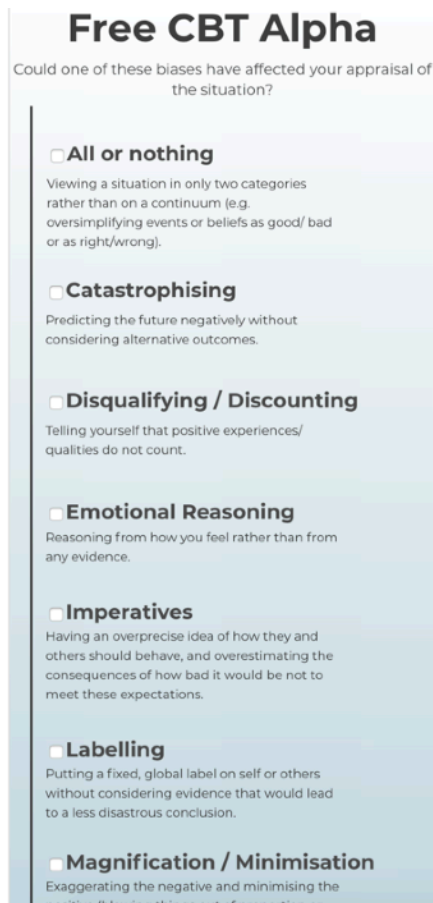 Free CBT Alpha
Could one of these biases have affected your appraisal of
the situation?
All or nothing
Viewing a situation in only two categories
rather than on a continuum (e.g.
oversimplifying events or beliefs as good/ bad
or as right/wrong).
Catastrophising
Predicting the future negatively without
considering alternative outcomes.
Disqualifying / Discounting
Telling yourself that positive experiences/
qualities do not count.
Emotional Reasoning
Reasoning from how you feel rather than from
any evidence.
Imperatives
Having an overprecise idea of how they and
others should behave, and overestimating the
consequences of how bad it would be not to
meet these expectations.
Labelling
Putting a fixed, global label on self or others
without considering evidence that would lead
to a less disastrous conclusion.
Magnification / Minimisation
Exaggerating the negative and minimising the